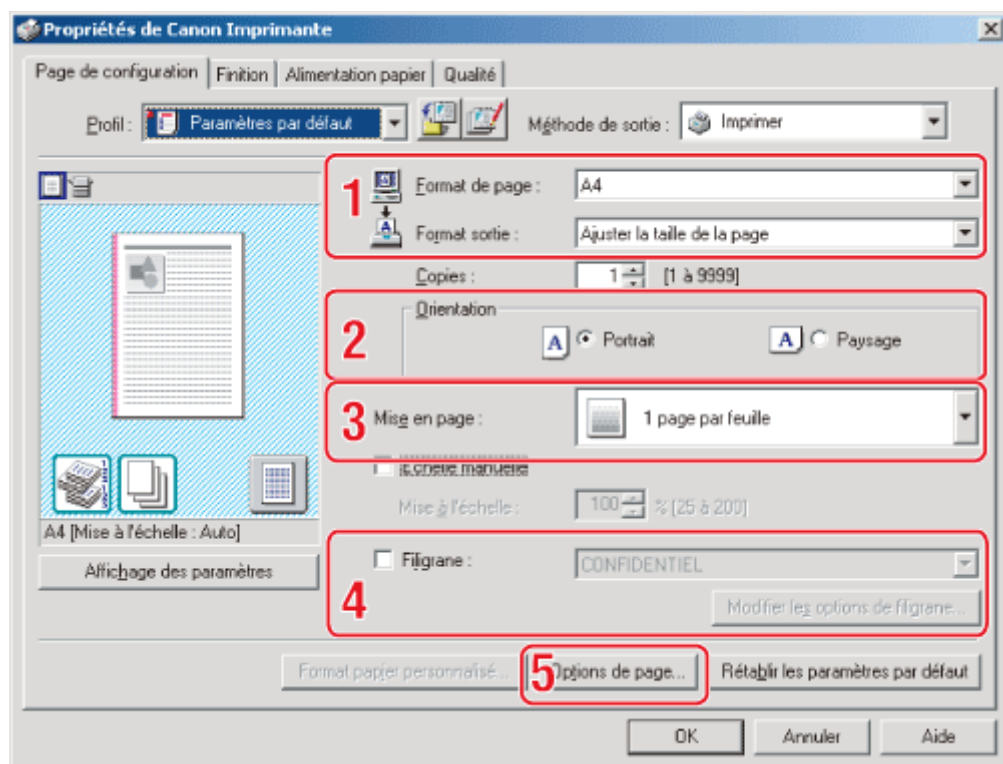 Propriétés de Canon Imprimante
Page de configuration Finition Alimentation papier Qualité
Profil : Paramètres par défaut Méthode de sortie : Imprimer
1 Format de page : A4
Format sortie : Ajuster la taille de la page
Copies : 1 [1 à 9999]
2 Orientation
A Portrait A Paysage
3 Mise en page : 1 page par feuille
Echelle manuelle
Mise à l'échelle : 100 % [25 à 200]
A4 [Mise à l'échelle : Auto]
Affichage des paramètres
4 Filigrane : CONFIDENTIEL
Modifier les options de filigrane...
Format papier personnalisé... 5 Options de page... Rétablir les paramètres par défaut
OK Annuler Aide